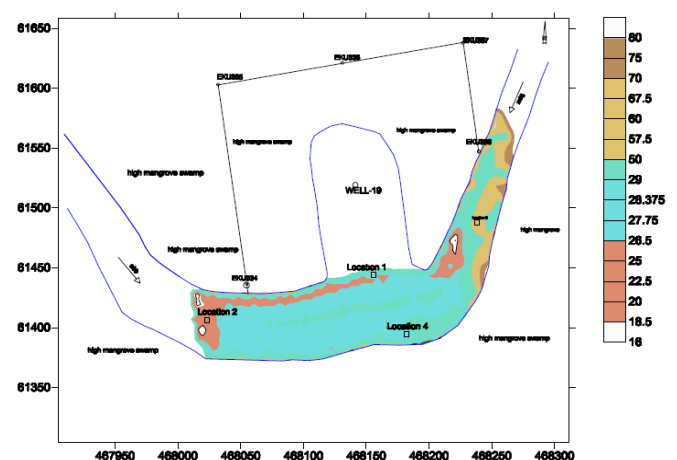 61650
61600
61550
61500
61450
61400
61350
467950
468000
468050
468100
468150
468200
468250
468300
high mangrove swamp
high mangrove swamp
high mangrove swamp
high mangrove swamp
high mangrove swamp
high mangrove
high mangrove swamp
WELL-19
EKU834
Location 1
Location 2
Location 4
80
75
70
67.5
60
57.5
50
29
28.375
27.75
26.5
25
22.5
20
18.5
16